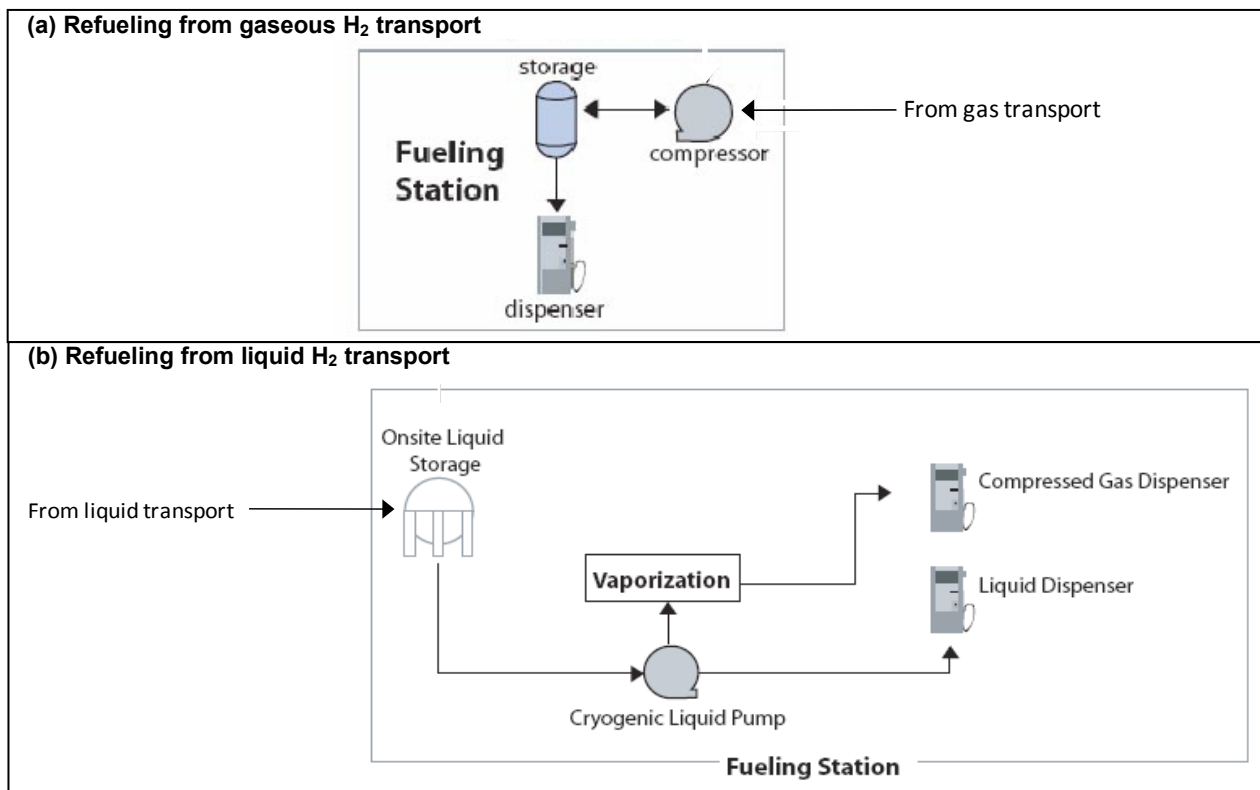 (a) Refueling from gaseous H₂ transport
storage
From gas transport
compressor
Fueling
Station
dispenser
(b) Refueling from liquid H₂ transport
Onsite Liquid
Storage
Compressed Gas Dispenser
From liquid transport
Vaporization
Liquid Dispenser
Cryogenic Liquid Pump
Fueling Station